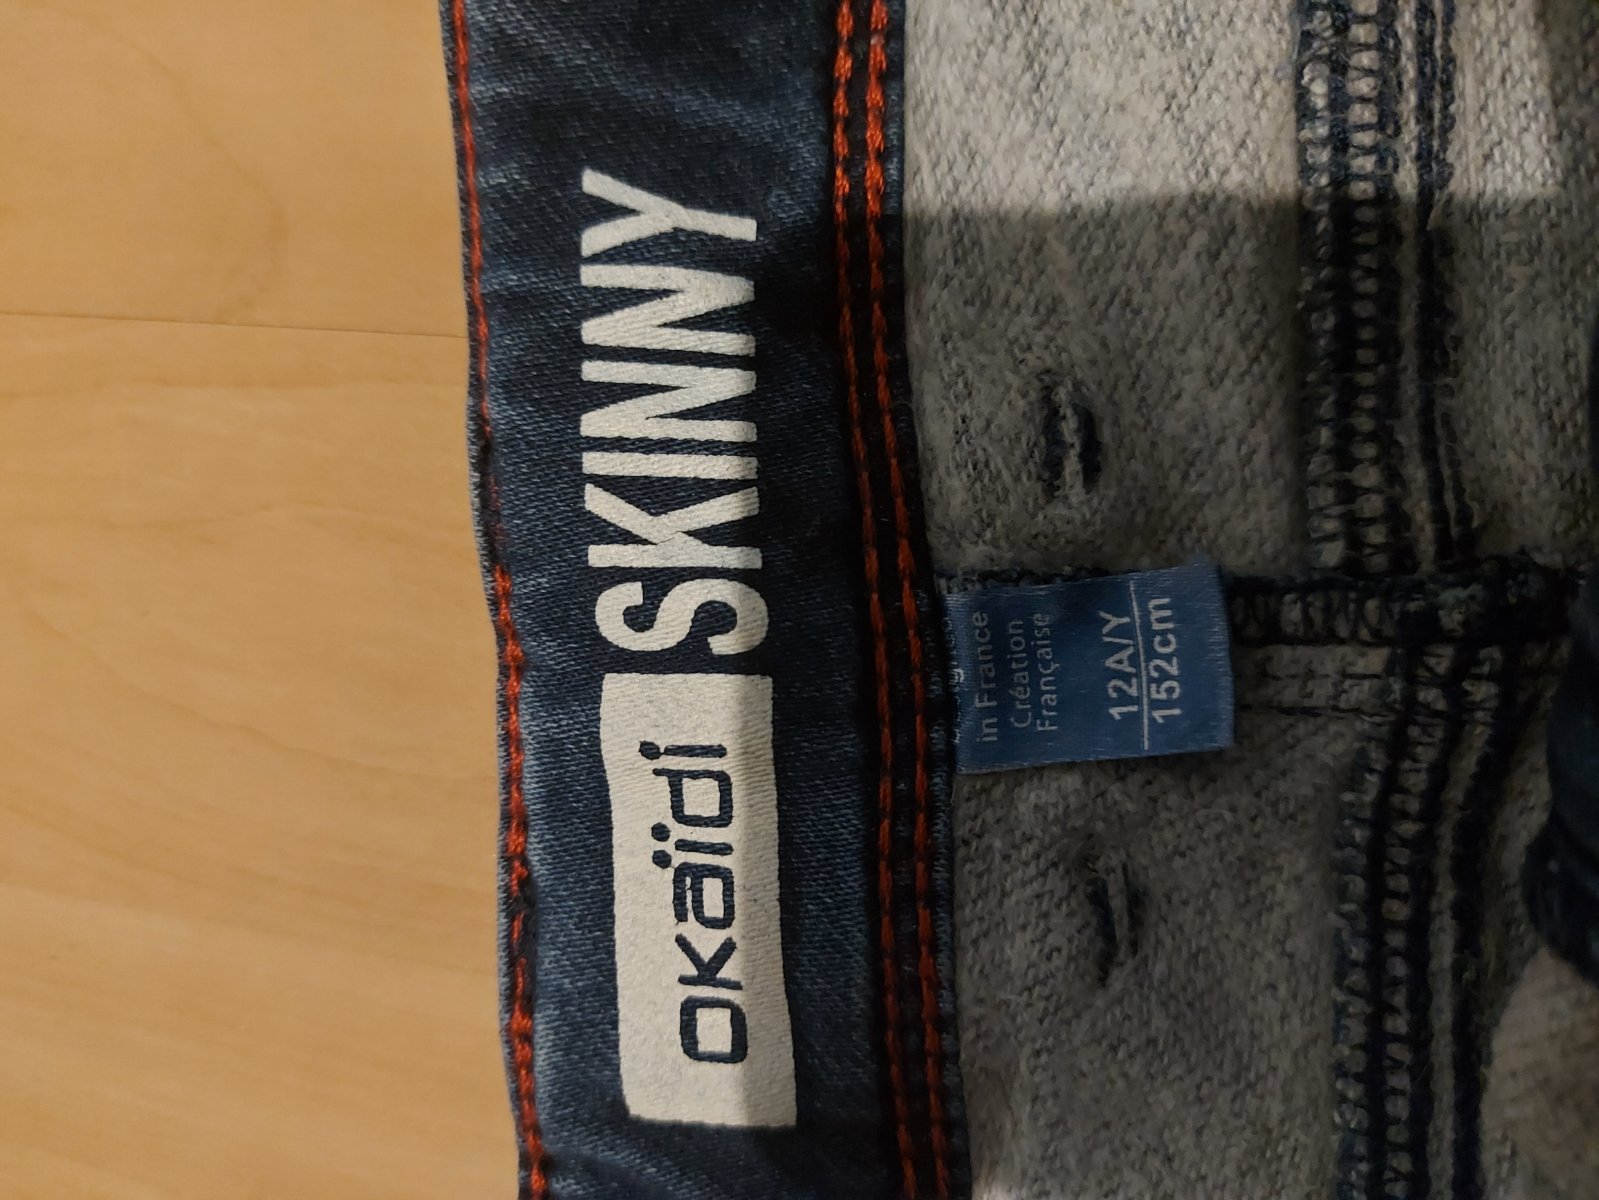 okaïdi SKINNY
in France
Création
Française
12A/Y
152cm